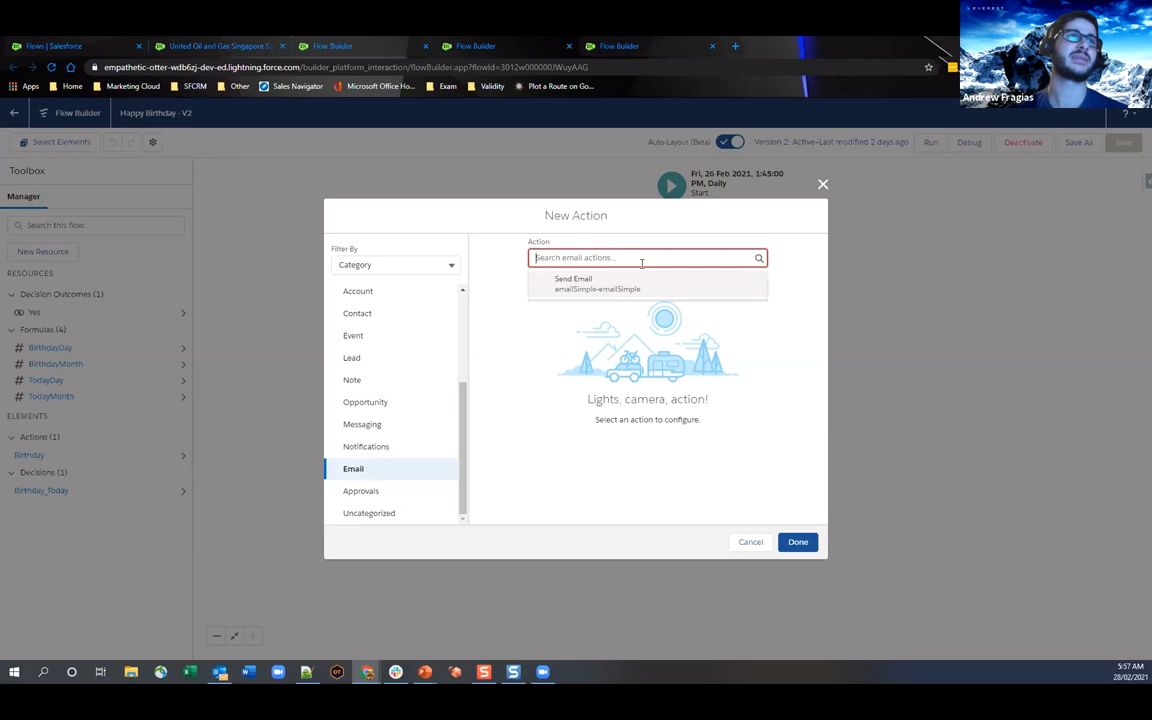 LEVEREST
Flows | Salesforce
United Oil and Gas Singapore S
Flow Builder
Flow Builder
Flow Builder
empathetic-otter-wdb6zj-dev-ed.lightning.force.com/builder_platform_interaction/flowBuilder.app?flowId=3012w000000JWuyAAG
Apps
Home
Marketing Cloud
SFCRM
Other
Sales Navigator
Microsoft Office Ho...
Exam
Validity
Plot a Route on Go...
Andrew Fragias
Flow Builder
Happy Birthday - V2
?
Select Elements
Auto-Layout (Beta)
Version 2: Active–Last modified 2 days ago
Run
Debug
Deactivate
Save As
Save
Toolbox
Manager
Search this flow...
New Resource
RESOURCES
Decision Outcomes (1)
Yes
Formulas (4)
BirthdayDay
BirthdayMonth
TodayDay
TodayMonth
ELEMENTS
Actions (1)
Birthday
Decisions (1)
Birthday_Today
Fri, 26 Feb 2021, 1:45:00
PM, Daily
Start
New Action
Filter By
Category
Account
Contact
Event
Lead
Note
Opportunity
Messaging
Notifications
Email
Approvals
Uncategorized
Action
Search email actions...
Send Email
emailSimple-emailSimple
Lights, camera, action!
Select an action to configure.
Cancel
Done
5:57 AM
28/02/2021